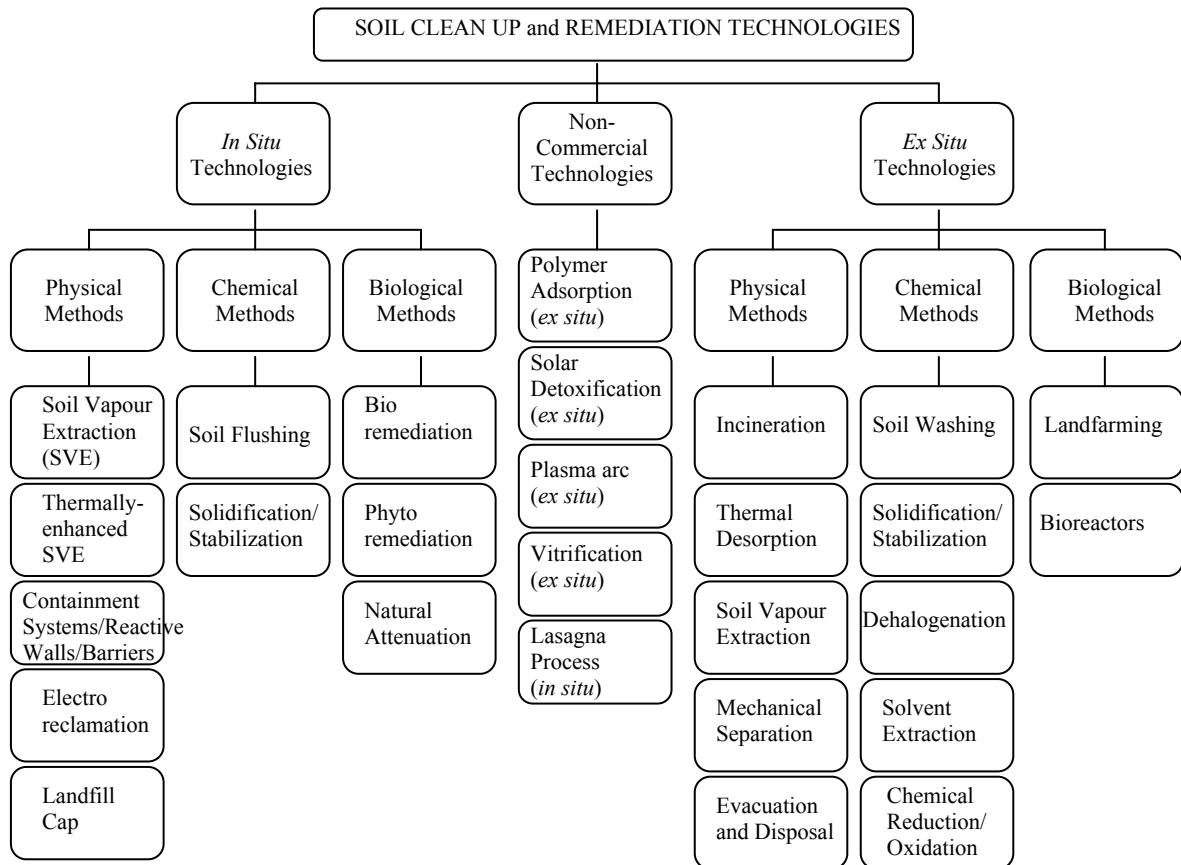 SOIL CLEAN UP and REMEDIATION TECHNOLOGIES
In Situ
Technologies
Non-
Commercial
Technologies
Ex Situ
Technologies
Physical
Methods
Chemical
Methods
Biological
Methods
Polymer
Adsorption
(ex situ)
Physical
Methods
Chemical
Methods
Biological
Methods
Soil Vapour
Extraction
(SVE)
Thermally-
enhanced
SVE
Containment
Systems/Reactive
Walls/Barriers
Electro
reclamation
Landfill
Cap
Soil Flushing
Solidification/
Stabilization
Bio
remediation
Phyto
remediation
Natural
Attenuation
Solar
Detoxification
(ex situ)
Plasma arc
(ex situ)
Vitrification
(ex situ)
Lasagna
Process
(in situ)
Incineration
Thermal
Desorption
Soil Vapour
Extraction
Mechanical
Separation
Evacuation
and Disposal
Soil Washing
Solidification/
Stabilization
Dehalogenation
Solvent
Extraction
Chemical
Reduction/
Oxidation
Landfarming
Bioreactors